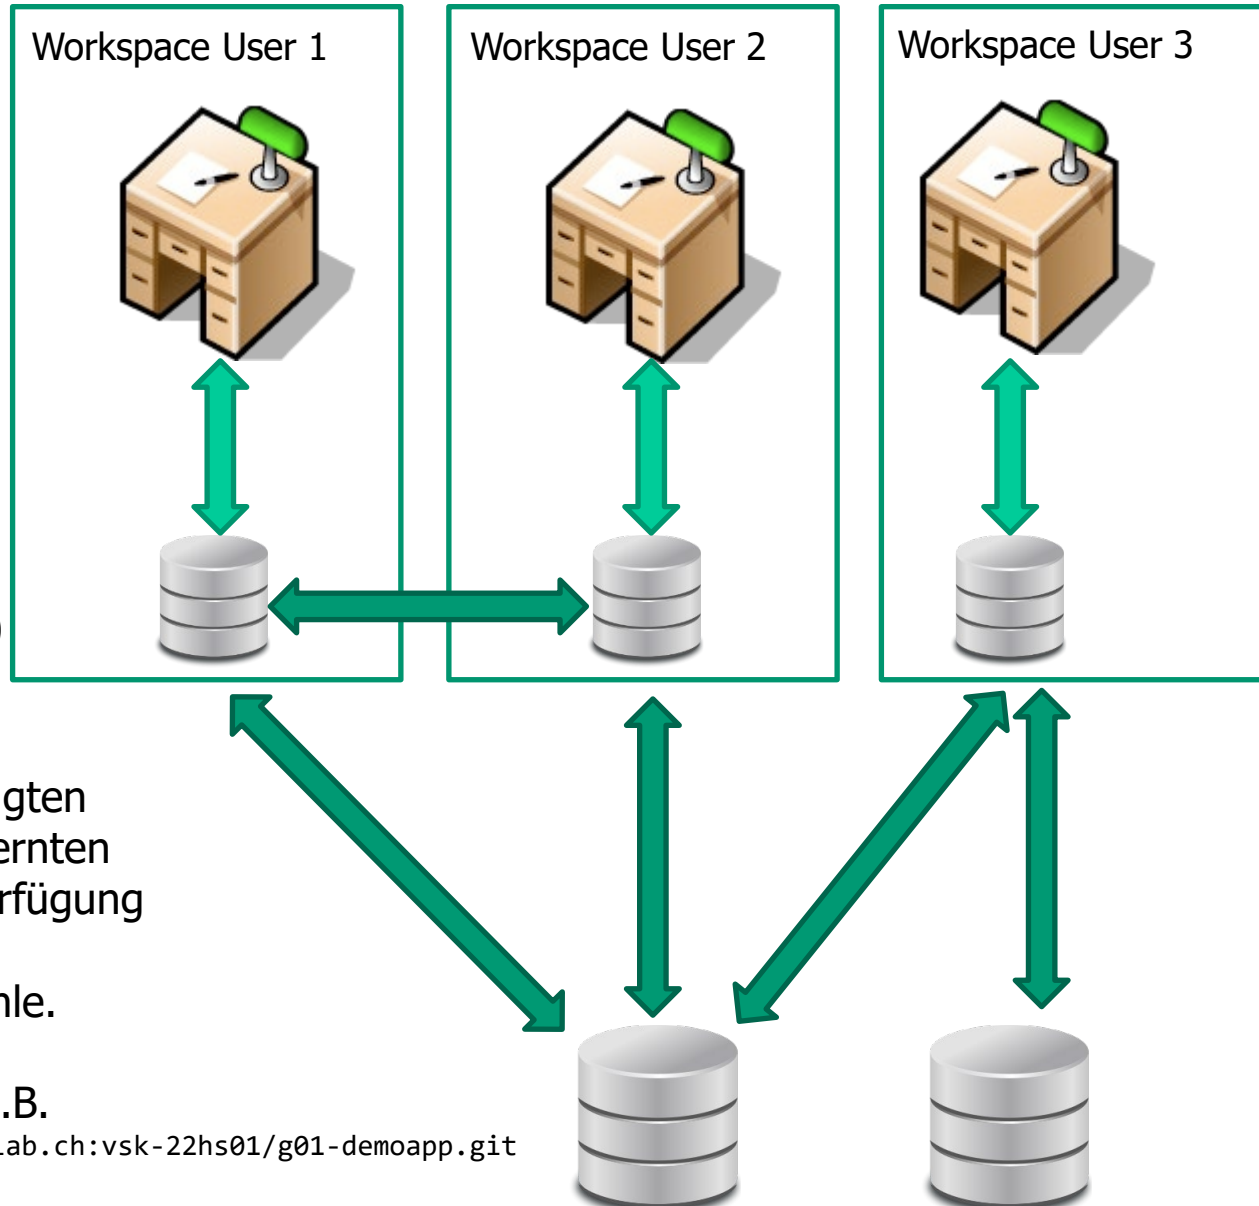 Workspace User 1
Workspace User 2
Workspace User 3
)
gten
ernten
rfügung
hle.
.B.
lab.ch:vsk-22hs01/g01-demoapp.git